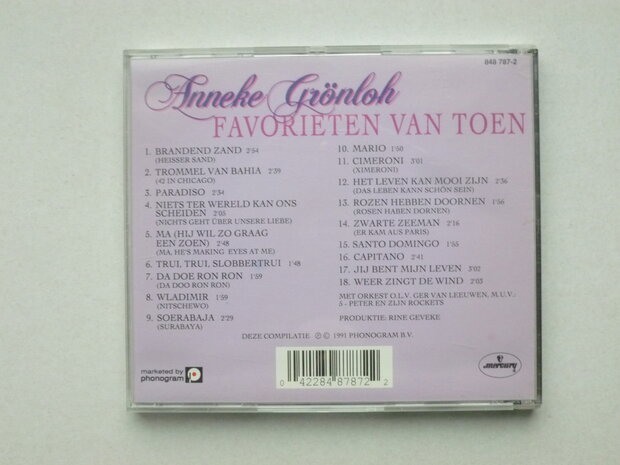 848 787-2
Anneke Grönloh
FAVORIETEN VAN TOEN
1. BRANDEND ZAND 2:54
(HEISSER SAND)
2. TROMMEL VAN BAHIA 2:39
(42 IN CHICAGO)
3. PARADISO 2:34
4. NIETS TER WERELD KAN ONS
SCHEIDEN 2:05
(NICHTS GEHT ÜBER UNSERE LIEBE)
5. MA (HIJ WIL ZO GRAAG
EEN ZOEN) 2:48
(MA, HE'S MAKING EYES AT ME)
6. TRUI, TRUI, SLOBBERTRUI 1:48
7. DA DOE RON RON 1:59
(DA DOO RON RON)
8. WLADIMIR 1:59
(NITSCHEWO)
9. SOERABAJA 2:29
(SURABAYA)
10. MARIO 1:50
11. CIMERONI 3:01
(XIMERONI)
12. HET LEVEN KAN MOOI ZIJN 2:36
(DAS LEBEN KANN SCHÖN SEIN)
13. ROZEN HEBBEN DOORNEN 1:56
(ROSEN HABEN DORNEN)
14. ZWARTE ZEEMAN 2:16
(ER KAM AUS PARIS)
15. SANTO DOMINGO 1:55
16. CAPITANO 2:41
17. JIJ BENT MIJN LEVEN 3:02
18. WEER ZINGT DE WIND 2:03
MET ORKEST O.L.V. GER VAN LEEUWEN, M.U.V.:
5 - PETER EN ZIJN ROCKETS
PRODUKTIE: RINE GEVEKE
DEZE COMPILATIE ℗ © 1991 PHONOGRAM B.V.
marketed by
phonogram
0 42284 87872 2
mercury